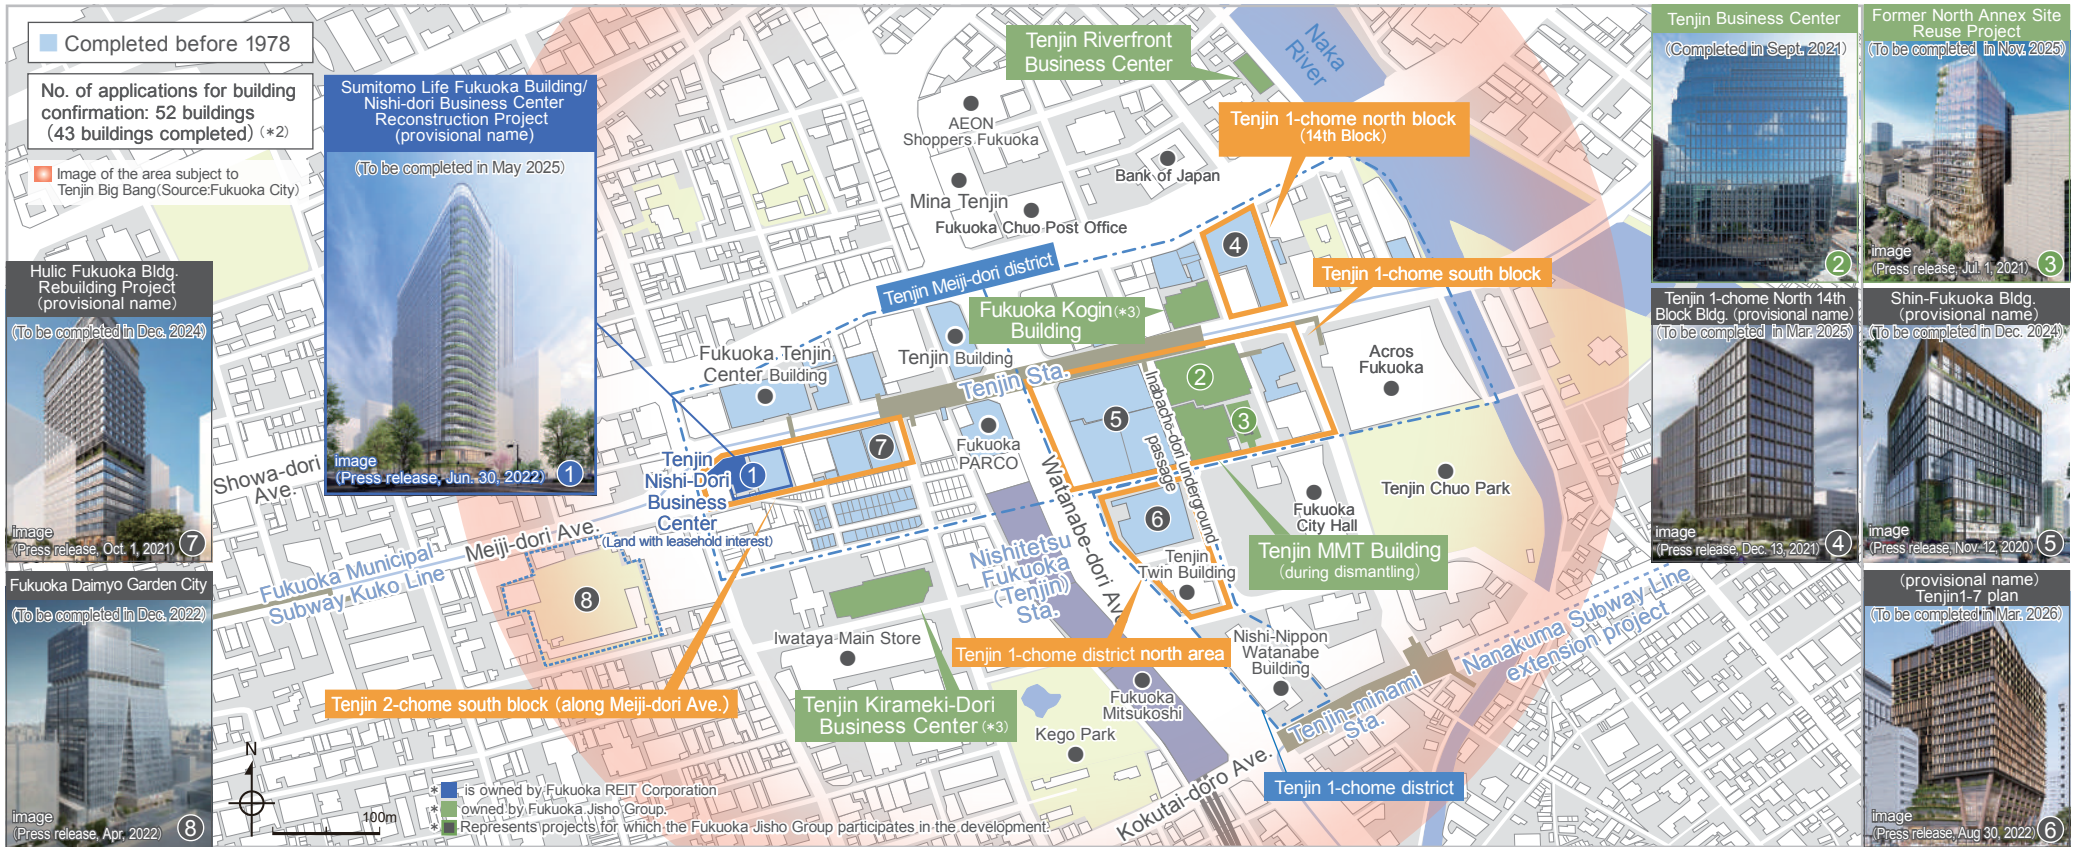 Completed before 1978
No. of applications for building
confirmation: 52 buildings
(43 buildings completed) (*2)
Image of the area subject to
Tenjin Big Bang(Source:Fukuoka City)
Sumitomo Life Fukuoka Building/
Nishi-dori Business Center
Reconstruction Project
(provisional name)
(To be completed in May 2025)
image
(Press release, Jun. 30, 2022)
1
Hulic Fukuoka Bldg.
Rebuilding Project
(provisional name)
(To be completed in Dec. 2024)
image
(Press release, Oct. 1, 2021)
7
Fukuoka Daimyo Garden City
(To be completed in Dec. 2022)
image
(Press release, Apr, 2022)
8
Tenjin Business Center
(Completed in Sept. 2021)
2
Former North Annex Site
Reuse Project
(To be completed in Nov. 2025)
image
(Press release, Jul. 1, 2021)
3
Tenjin 1-chome North 14th
Block Bldg. (provisional name)
(To be completed in Mar. 2025)
image
(Press release, Dec. 13, 2021)
4
Shin-Fukuoka Bldg.
(provisional name)
(To be completed in Dec. 2024)
image
(Press release, Nov. 12, 2020)
5
(provisional name)
Tenjin1-7 plan
(To be completed in Mar. 2026)
image
(Press release, Aug 30, 2022)
6
Tenjin Riverfront
Business Center
Naka
River
AEON
Shoppers Fukuoka
Mina Tenjin
Fukuoka Chuo Post Office
Bank of Japan
Tenjin 1-chome north block
(14th Block)
4
Tenjin 1-chome south block
Tenjin Meiji-dori district
Fukuoka Kogin(*3)
Building
Tenjin Building
Fukuoka Tenjin
Center Building
Tenjin Sta.
Acros
Fukuoka
2
3
5
7
1
Inabachō-dori underground
passage
Fukuoka
PARCO
Tenjin
Nishi-Dori
Business
Center
(Land with leasehold interest)
Showa-dori
Ave.
Meiji-dori Ave.
Fukuoka Municipal
Subway Kuko Line
8
Watanabe-dori Ave.
Nishitetsu
Fukuoka
(Tenjin)
Sta.
6
Tenjin
Twin Building
Fukuoka
City Hall
Tenjin Chuo Park
Tenjin MMT Building
(during dismantling)
Nanakuma Subway Line
extension project
Iwataya Main Store
Tenjin 1-chome district north area
Nishi-Nippon
Watanabe
Building
Tenjin 2-chome south block (along Meiji-dori Ave.)
Tenjin Kirameki-Dori
Business Center (*3)
Fukuoka
Mitsukoshi
Tenjin-minami
Sta.
Kego Park
Kokutai-doro Ave.
Tenjin 1-chome district
N
100m
* is owned by Fukuoka REIT Corporation
* owned by Fukuoka Jisho Group.
* Represents projects for which the Fukuoka Jisho Group participates in the development.